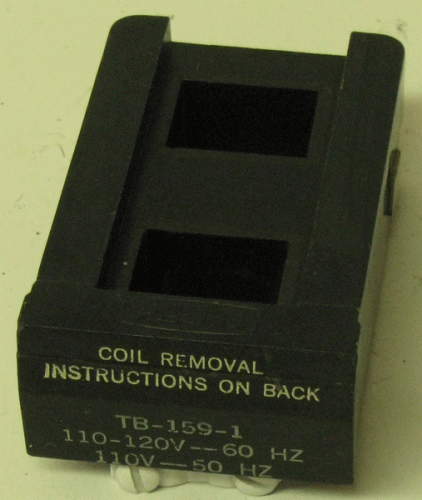 COIL REMOVAL
INSTRUCTIONS ON BACK
TB-159-1
110-120V--60 HZ
110V--50 HZ